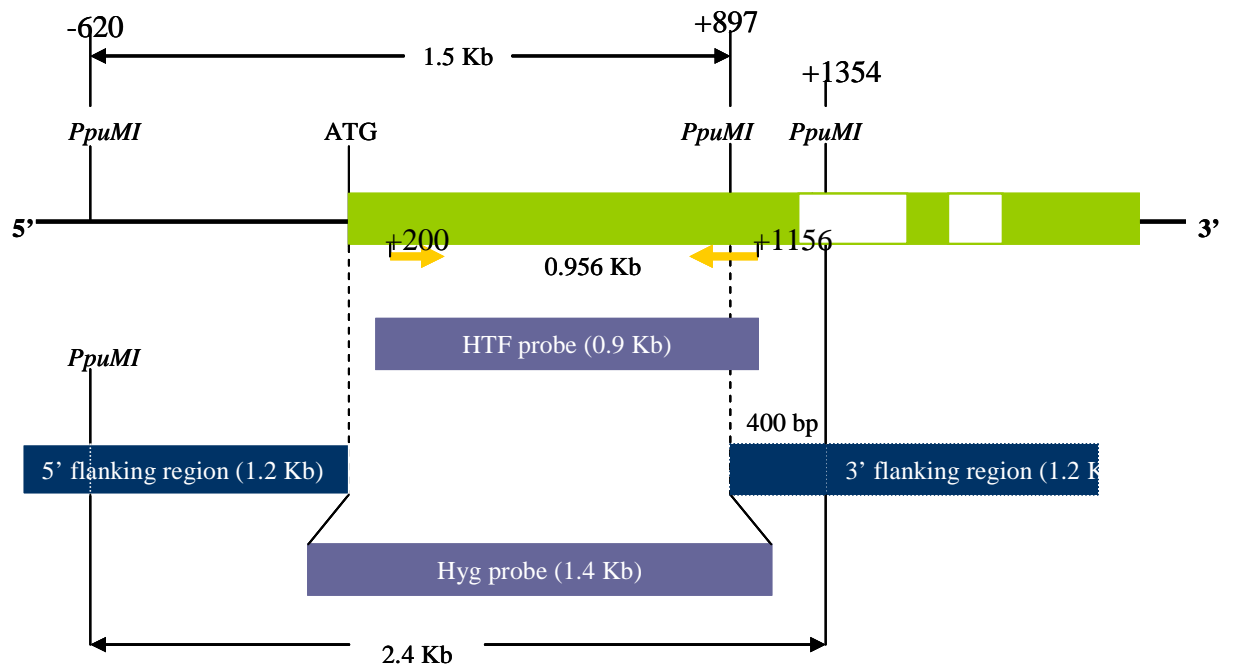 -620
+897
1.5 Kb
+1354
PpuMI
ATG
PpuMI
PpuMI
5’
3’
+200
+1156
0.956 Kb
HTF probe (0.9 Kb)
PpuMI
400 bp
5’ flanking region (1.2 Kb)
3’ flanking region (1.2 K
Hyg probe (1.4 Kb)
2.4 Kb